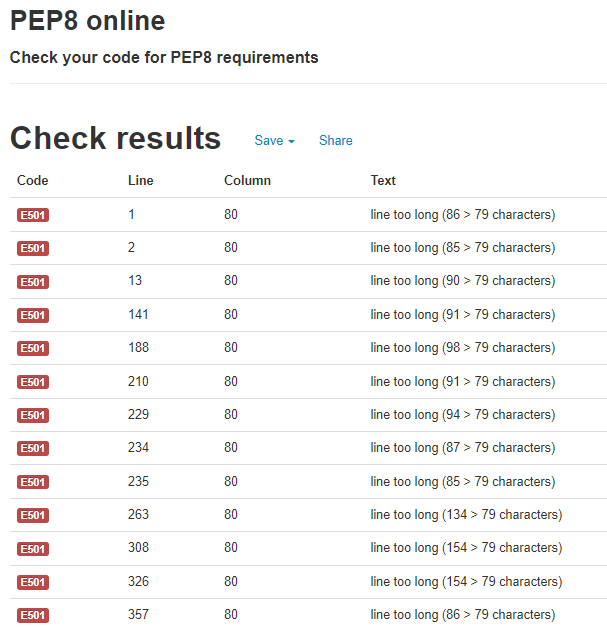 PEP8 online
Check your code for PEP8 requirements
Check results Save Share
Code Line Column Text
E501 1 80 line too long (86 > 79 characters)
E501 2 80 line too long (85 > 79 characters)
E501 13 80 line too long (90 > 79 characters)
E501 141 80 line too long (91 > 79 characters)
E501 188 80 line too long (98 > 79 characters)
E501 210 80 line too long (91 > 79 characters)
E501 229 80 line too long (94 > 79 characters)
E501 234 80 line too long (87 > 79 characters)
E501 235 80 line too long (85 > 79 characters)
E501 263 80 line too long (134 > 79 characters)
E501 308 80 line too long (154 > 79 characters)
E501 326 80 line too long (154 > 79 characters)
E501 357 80 line too long (86 > 79 characters)